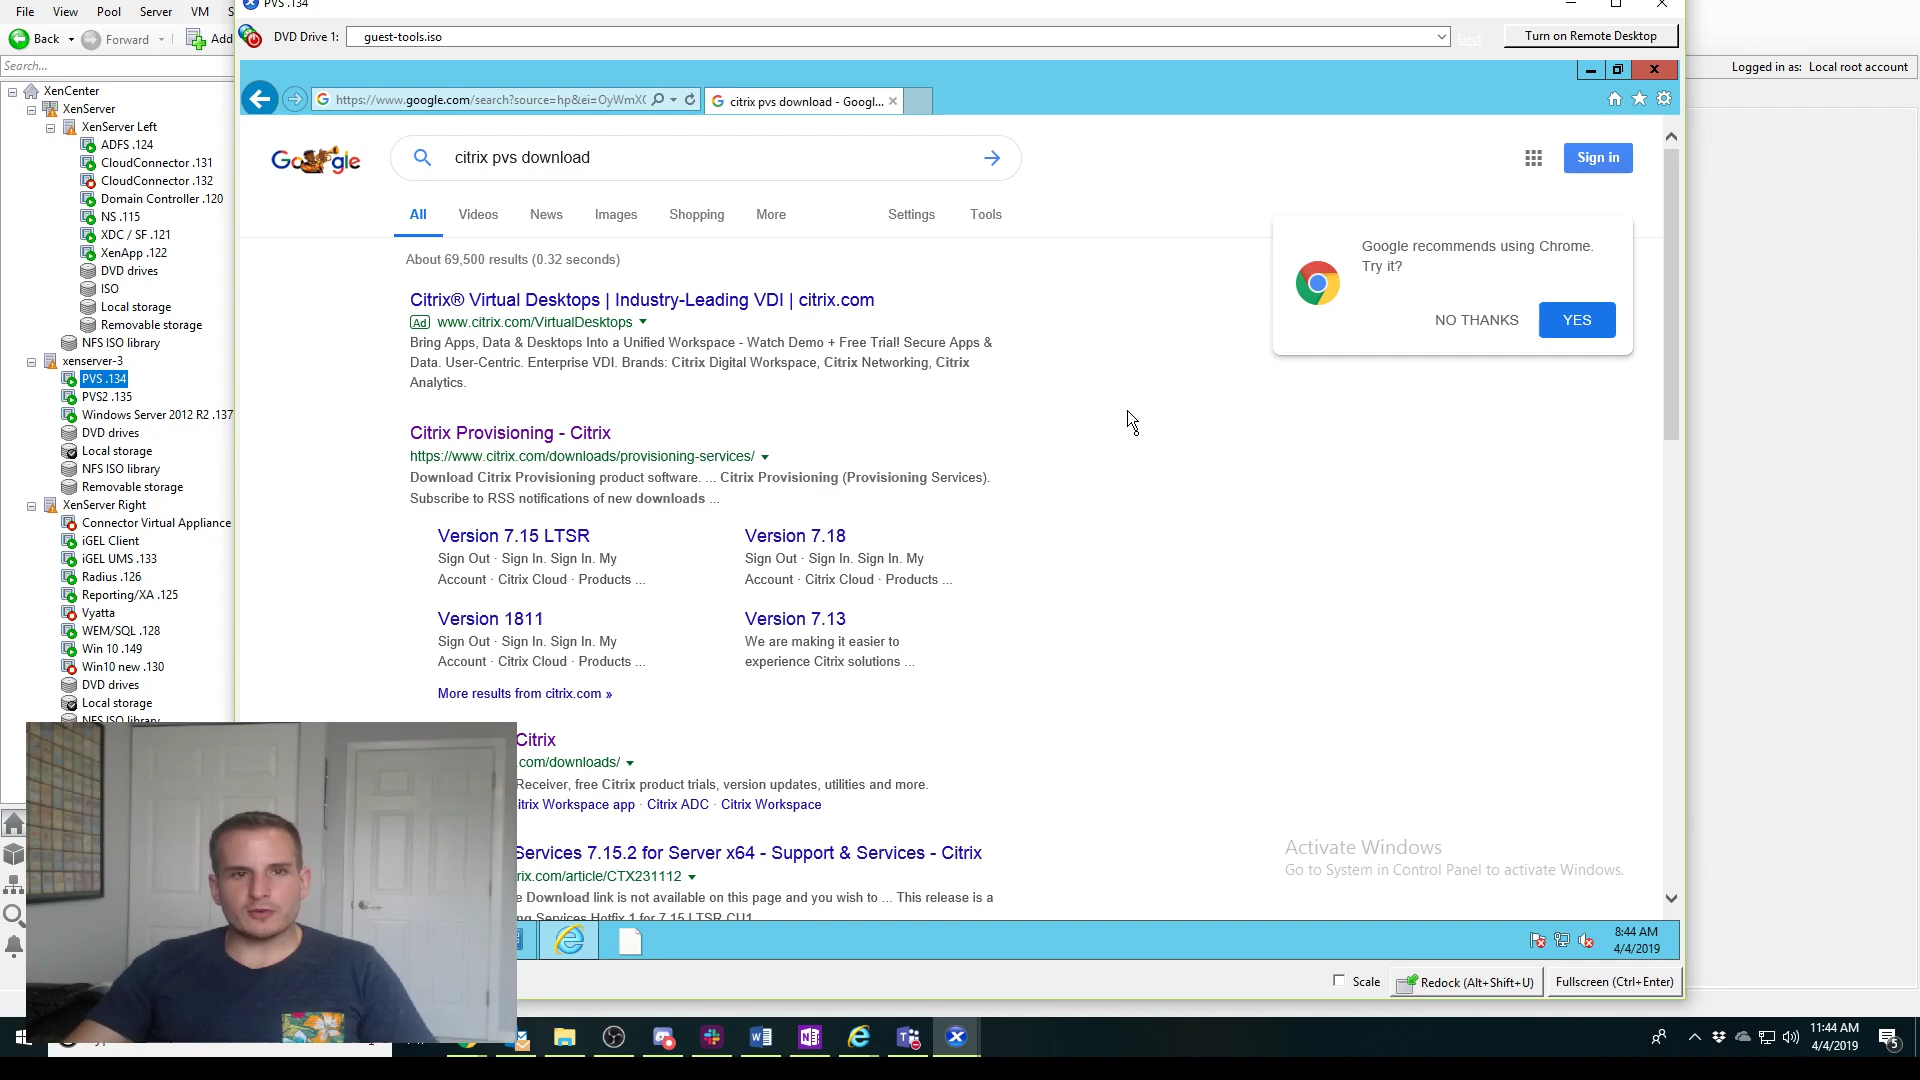 File View Pool Server VM
PVS .134
Back Forward Add
DVD Drive 1: guest-tools.iso
Eject
Turn on Remote Desktop
Search...
Logged in as: Local root account
XenCenter
XenServer
XenServer Left
ADFS .124
CloudConnector .131
CloudConnector .132
Domain Controller .120
NS .115
XDC / SF .121
XenApp .122
DVD drives
ISO
Local storage
Removable storage
NFS ISO library
xenserver-3
PVS .134
PVS2 .135
Windows Server 2012 R2 .137
DVD drives
Local storage
NFS ISO library
Removable storage
XenServer Right
Connector Virtual Appliance
iGEL Client
iGEL UMS .133
Radius .126
Reporting/XA .125
Vyatta
WEM/SQL .128
Win 10 .149
Win10 new .130
DVD drives
Local storage
NFS ISO library
https://www.google.com/search?source=hp&ei=OyWmX
citrix pvs download - Googl...
Google
citrix pvs download
Sign in
All Videos News Images Shopping More Settings Tools
About 69,500 results (0.32 seconds)
Google recommends using Chrome.
Try it?
NO THANKS YES
Citrix® Virtual Desktops | Industry-Leading VDI | citrix.com
Ad www.citrix.com/VirtualDesktops
Bring Apps, Data & Desktops Into a Unified Workspace - Watch Demo + Free Trial! Secure Apps &
Data. User-Centric. Enterprise VDI. Brands: Citrix Digital Workspace, Citrix Networking, Citrix
Analytics.
Citrix Provisioning - Citrix
https://www.citrix.com/downloads/provisioning-services/
Download Citrix Provisioning product software. ... Citrix Provisioning (Provisioning Services).
Subscribe to RSS notifications of new downloads ...
Version 7.15 LTSR
Sign Out · Sign In. Sign In. My
Account · Citrix Cloud · Products ...
Version 7.18
Sign Out · Sign In. Sign In. My
Account · Citrix Cloud · Products ...
Version 1811
Sign Out · Sign In. Sign In. My
Account · Citrix Cloud · Products ...
Version 7.13
We are making it easier to
experience Citrix solutions ...
More results from citrix.com »
Citrix
.com/downloads/
Receiver, free Citrix product trials, version updates, utilities and more.
itrix Workspace app · Citrix ADC · Citrix Workspace
Services 7.15.2 for Server x64 - Support & Services - Citrix
rix.com/article/CTX231112
e Download link is not available on this page and you wish to ... This release is a
ng Services Hotfix 1 for 7.15 LTSR CU1
Activate Windows
Go to System in Control Panel to activate Windows.
8:44 AM
4/4/2019
Scale
Redock (Alt+Shift+U)
Fullscreen (Ctrl+Enter)
11:44 AM
4/4/2019
5